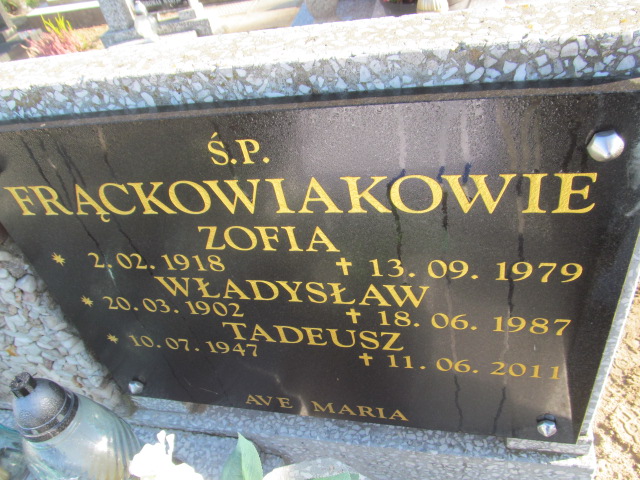 Ś.P.
FRĄCKOWIAKOWIE
ZOFIA
* 2.02.1918 ✝ 13.09.1979
WŁADYSŁAW
* 20.03.1902 ✝ 18.06.1987
TADEUSZ
* 10.07.1947 ✝ 11.06.2011
AVE MARIA